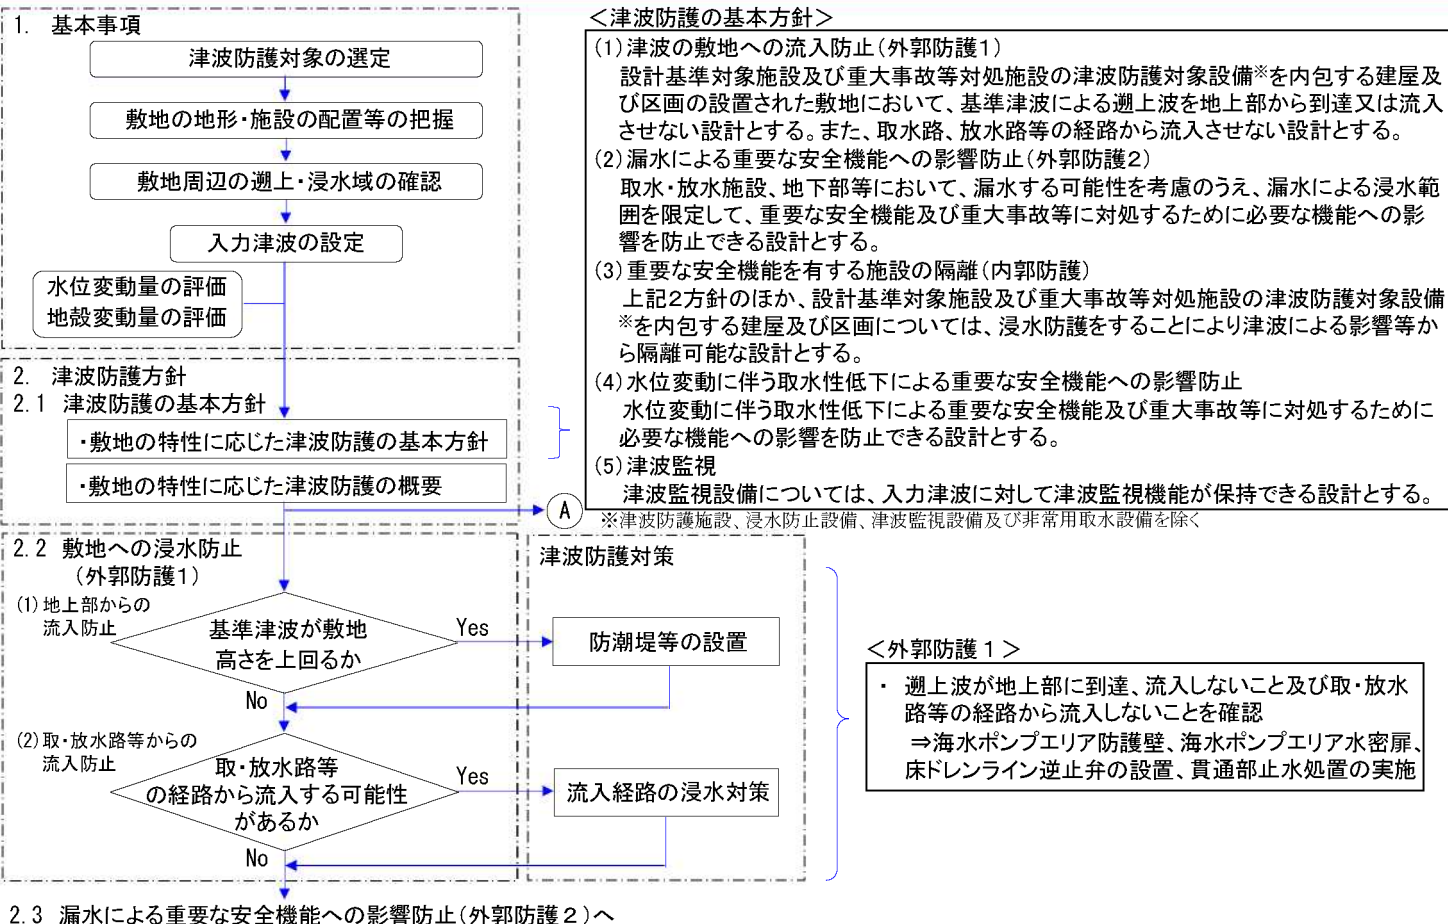 1. 基本事項
津波防護対象の選定
敷地の地形・施設の配置等の把握
敷地周辺の遡上・浸水域の確認
入力津波の設定
水位変動量の評価
地殻変動量の評価
2. 津波防護方針
2.1 津波防護の基本方針
・敷地の特性に応じた津波防護の基本方針
・敷地の特性に応じた津波防護の概要
A
＜津波防護の基本方針＞
(1)津波の敷地への流入防止(外郭防護1)
設計基準対象施設及び重大事故等対処施設の津波防護対象設備※を内包する建屋及
び区画の設置された敷地において、基準津波による遡上波を地上部から到達又は流入
させない設計とする。また、取水路、放水路等の経路から流入させない設計とする。
(2)漏水による重要な安全機能への影響防止(外郭防護2)
取水・放水施設、地下部等において、漏水する可能性を考慮のうえ、漏水による浸水範
囲を限定して、重要な安全機能及び重大事故等に対処するために必要な機能への影
響を防止できる設計とする。
(3)重要な安全機能を有する施設の隔離(内郭防護)
上記2方針のほか、設計基準対象施設及び重大事故等対処施設の津波防護対象設備
※を内包する建屋及び区画については、浸水防護をすることにより津波による影響等か
ら隔離可能な設計とする。
(4)水位変動に伴う取水性低下による重要な安全機能への影響防止
水位変動に伴う取水性低下による重要な安全機能及び重大事故等に対処するために
必要な機能への影響を防止できる設計とする。
(5)津波監視
津波監視設備については、入力津波に対して津波監視機能が保持できる設計とする。
※津波防護施設、浸水防止設備、津波監視設備及び非常用取水設備を除く
2.2 敷地への浸水防止
(外郭防護1)
津波防護対策
(1)地上部からの
流入防止
基準津波が敷地
高さを上回るか
Yes
防潮堤等の設置
No
(2)取・放水路等からの
流入防止
取・放水路等
の経路から流入する可能性
があるか
Yes
流入経路の浸水対策
No
＜外郭防護1＞
・ 遡上波が地上部に到達、流入しないこと及び取・放水
路等の経路から流入しないことを確認
⇒海水ポンプエリア防護壁、海水ポンプエリア水密扉、
床ドレンライン逆止弁の設置、貫通部止水処置の実施
2.3 漏水による重要な安全機能への影響防止(外郭防護2)へ